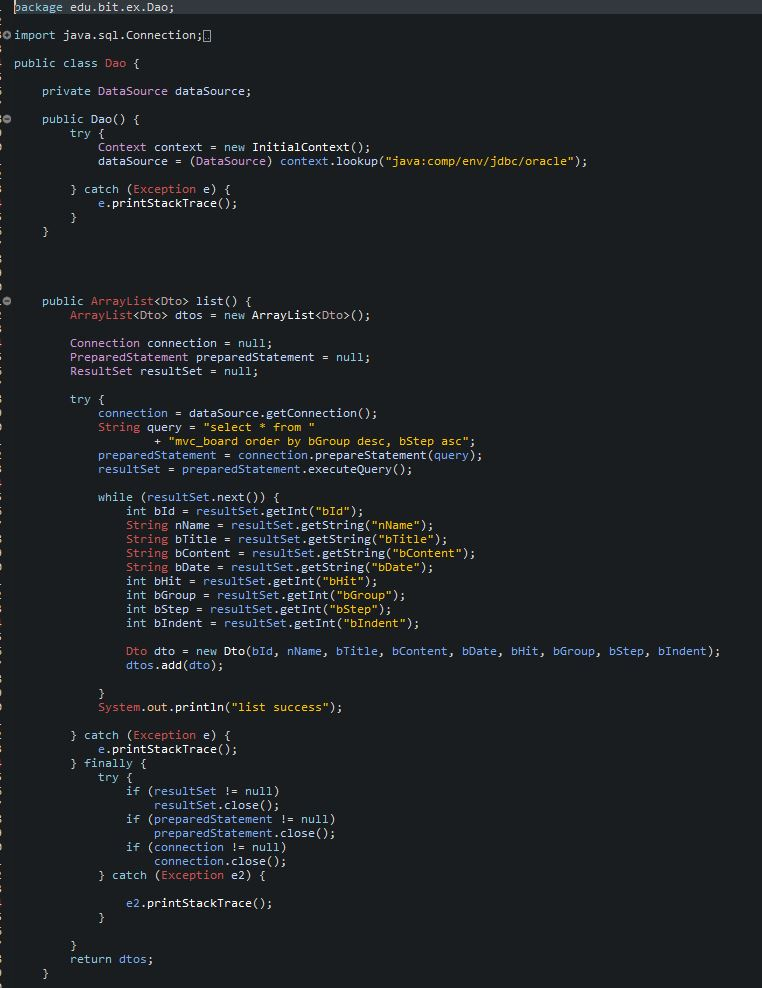 package edu.bit.ex.Dao;
import java.sql.Connection;
public class Dao {
    private DataSource dataSource;
    public Dao() {
        try {
            Context context = new InitialContext();
            dataSource = (DataSource) context.lookup("java:comp/env/jdbc/oracle");
        } catch (Exception e) {
            e.printStackTrace();
        }
    }
    public ArrayList<Dto> list() {
        ArrayList<Dto> dtos = new ArrayList<Dto>();
        Connection connection = null;
        PreparedStatement preparedStatement = null;
        ResultSet resultSet = null;
        try {
            connection = dataSource.getConnection();
            String query = "select * from "
                    + "mvc_board order by bGroup desc, bStep asc";
            preparedStatement = connection.prepareStatement(query);
            resultSet = preparedStatement.executeQuery();
            while (resultSet.next()) {
                int bId = resultSet.getInt("bId");
                String nName = resultSet.getString("nName");
                String bTitle = resultSet.getString("bTitle");
                String bContent = resultSet.getString("bContent");
                String bDate = resultSet.getString("bDate");
                int bHit = resultSet.getInt("bHit");
                int bGroup = resultSet.getInt("bGroup");
                int bStep = resultSet.getInt("bStep");
                int bIndent = resultSet.getInt("bIndent");
                Dto dto = new Dto(bId, nName, bTitle, bContent, bDate, bHit, bGroup, bStep, bIndent);
                dtos.add(dto);
            }
            System.out.println("list success");
        } catch (Exception e) {
            e.printStackTrace();
        } finally {
            try {
                if (resultSet != null)
                    resultSet.close();
                if (preparedStatement != null)
                    preparedStatement.close();
                if (connection != null)
                    connection.close();
            } catch (Exception e2) {
                e2.printStackTrace();
            }
        }
        return dtos;
    }